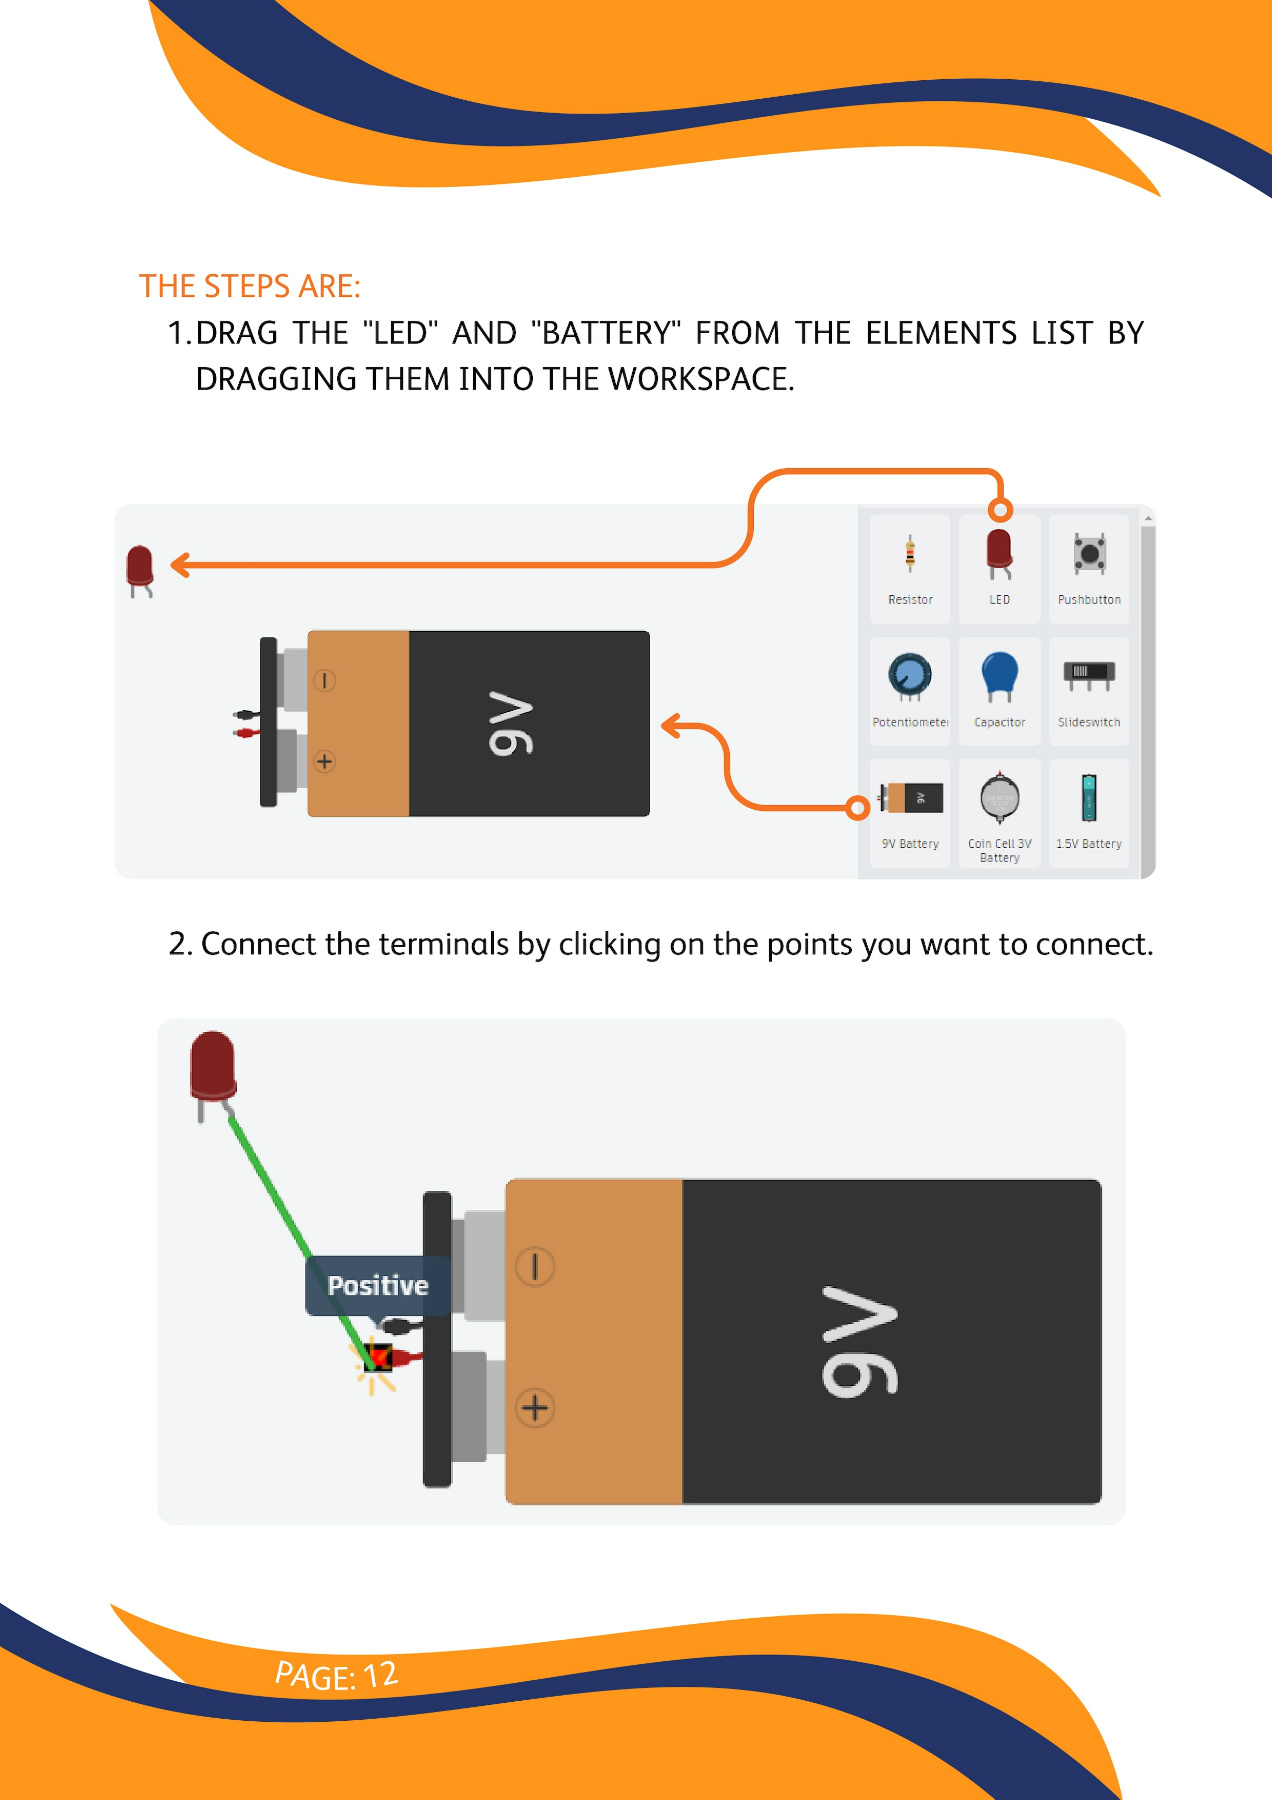 THE STEPS ARE:
1. DRAG THE "LED" AND "BATTERY" FROM THE ELEMENTS LIST BY
DRAGGING THEM INTO THE WORKSPACE.
Resistor
LED
Pushbutton
Potentiometer
Capacitor
Slideswitch
9V
9V
9V Battery
Coin Cell 3V
Battery
1.5V Battery
2. Connect the terminals by clicking on the points you want to connect.
Positive
9V
PAGE: 12